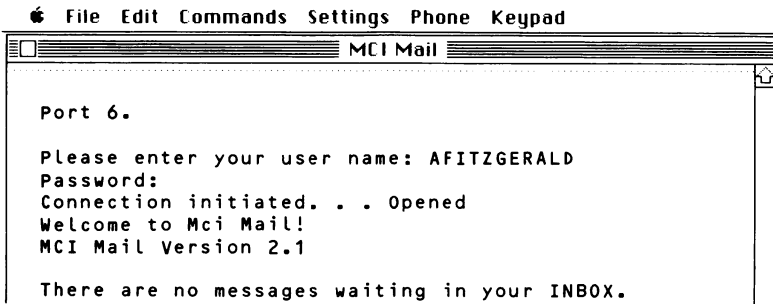 File Edit Commands Settings Phone Keypad
MCI Mail
Port 6.
Please enter your user name: AFITZGERALD
Password:
Connection initiated. . . Opened
Welcome to Mci Mail!
MCI Mail Version 2.1
There are no messages waiting in your INBOX.